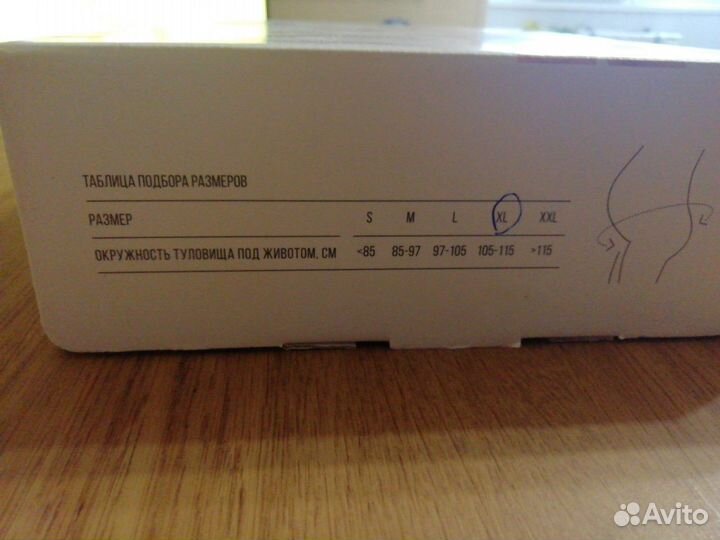 ТАБЛИЦА ПОДБОРА РАЗМЕРОВ
РАЗМЕР S M L XL XXL
ОКРУЖНОСТЬ ТУЛОВИЩА ПОД ЖИВОТОМ, СМ <85 85-97 97-105 105-115 >115
Avito